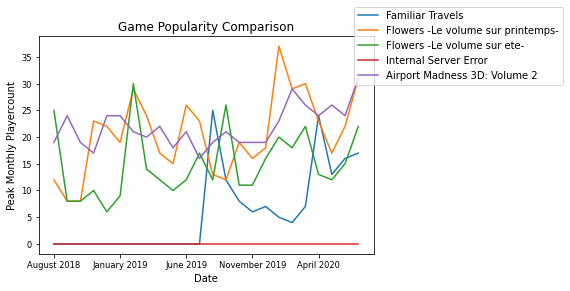 Game Popularity Comparison
Familiar Travels
Flowers -Le volume sur printemps-
Flowers -Le volume sur ete-
Internal Server Error
Airport Madness 3D: Volume 2
Peak Monthly Playercount
35
30
25
20
15
10
5
0
August 2018 January 2019 June 2019 November 2019 April 2020
Date